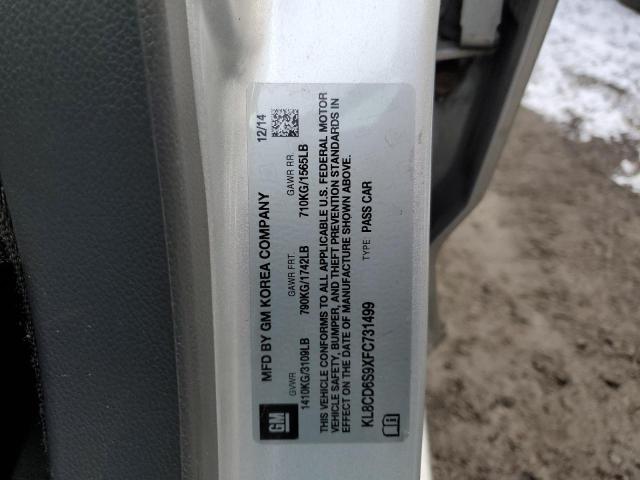 MFD BY GM KOREA COMPANY 12/14
GVWR GAWR FRT. GAWR RR.
1410KG/3109LB 790KG/1742LB 710KG/1565LB
THIS VEHICLE CONFORMS TO ALL APPLICABLE U.S. FEDERAL MOTOR
VEHICLE SAFETY, BUMPER, AND THEFT PREVENTION STANDARDS IN
EFFECT ON THE DATE OF MANUFACTURE SHOWN ABOVE.
KL8CD6S9XFC731499 TYPE: PASS CAR
GM